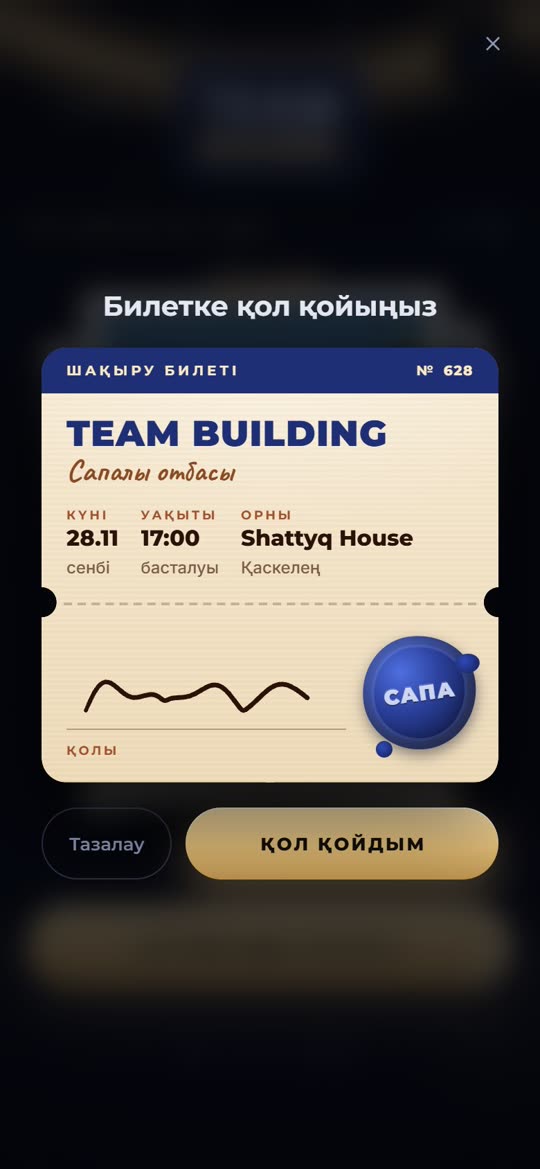 Билетке қол қойыңыз
ШАҚЫРУ БИЛЕТІ № 628
TEAM BUILDING
Сапалы отбасы
КҮНІ УАҚЫТЫ ОРНЫ
28.11 17:00 Shattyq House
сенбі басталуы Қаскелең
САПА
ҚОЛЫ
Тазалау ҚОЛ ҚОЙДЫМ